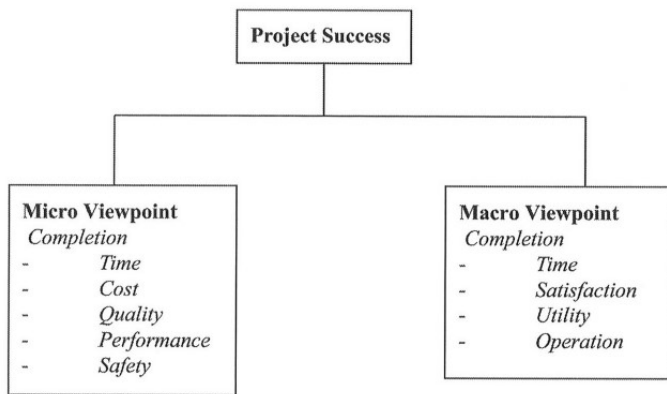 Project Success
Micro Viewpoint
Completion
- Time
- Cost
- Quality
- Performance
- Safety
Macro Viewpoint
Completion
- Time
- Satisfaction
- Utility
- Operation